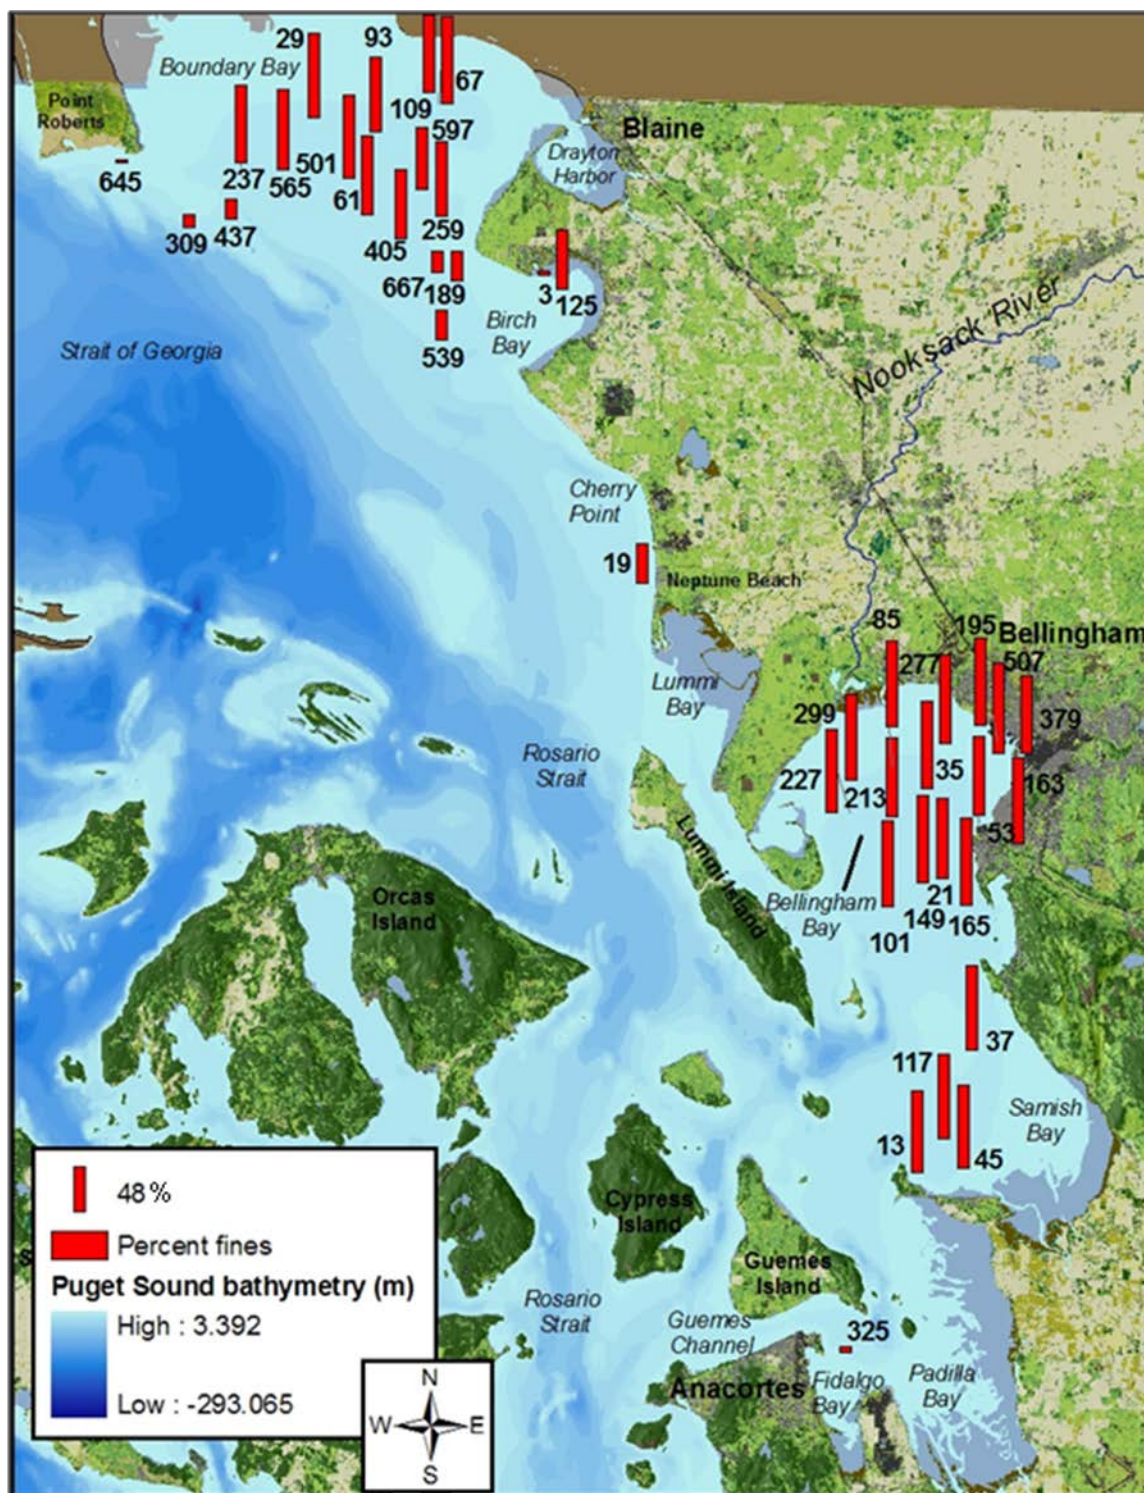 29
93
67
Boundary Bay
Point
Roberts
109
597
Blaine
645
237
565
501
61
Drayton
Harbor
309
437
405
259
667
189
3
125
539
Birch
Bay
Strait of Georgia
Nooksack River
Cherry
Point
19
Neptune Beach
85
195
Bellingham
277
507
Lummi
Bay
299
379
Rosario
Strait
227
213
35
163
53
Lummi Island
Orcas
Island
Bellingham
Bay
149
21
165
101
37
117
Samish
Bay
13
45
48%
Percent fines
Puget Sound bathymetry (m)
High : 3.392
Low : -293.065
Cypress
Island
Guemes
Island
Rosario
Strait
Guemes
Channel
325
Anacortes
Fidalgo
Bay
Padilla
Bay
N
W
E
S